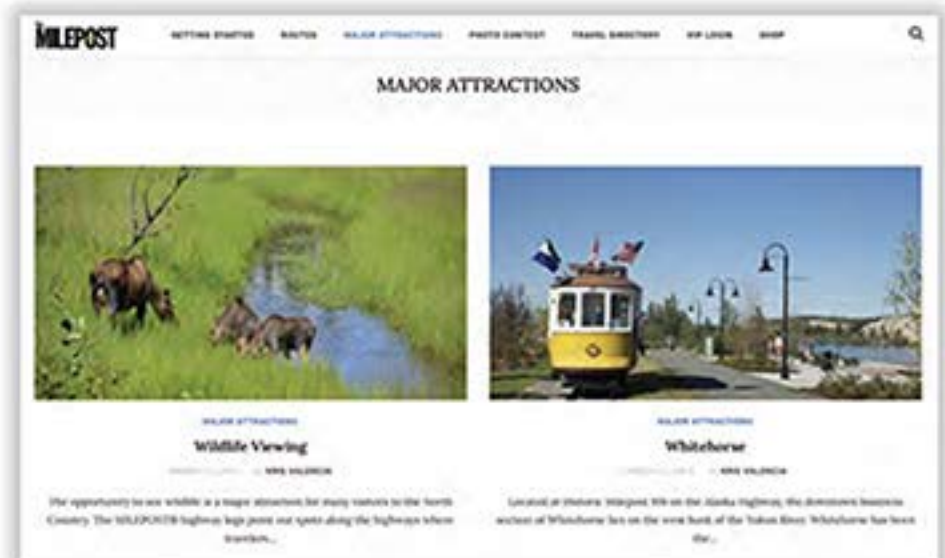 The MILEPOST
GETTING STARTED ROUTES MAJOR ATTRACTIONS PHOTO CONTEST TRAVEL DIRECTORY VIP LOGIN SHOP
MAJOR ATTRACTIONS
MAJOR ATTRACTIONS
Wildlife Viewing
KRIS VALENCIA
The opportunity to see wildlife is a major attraction for many visitors to the North
Country. The MILEPOST® highway logs point out spots along the highways where
travelers...
MAJOR ATTRACTIONS
Whitehorse
KRIS VALENCIA
Located at Historic Milepost 918 on the Alaska Highway, the downtown business
section of Whitehorse lies on the west bank of the Yukon River. Whitehorse has been
the...